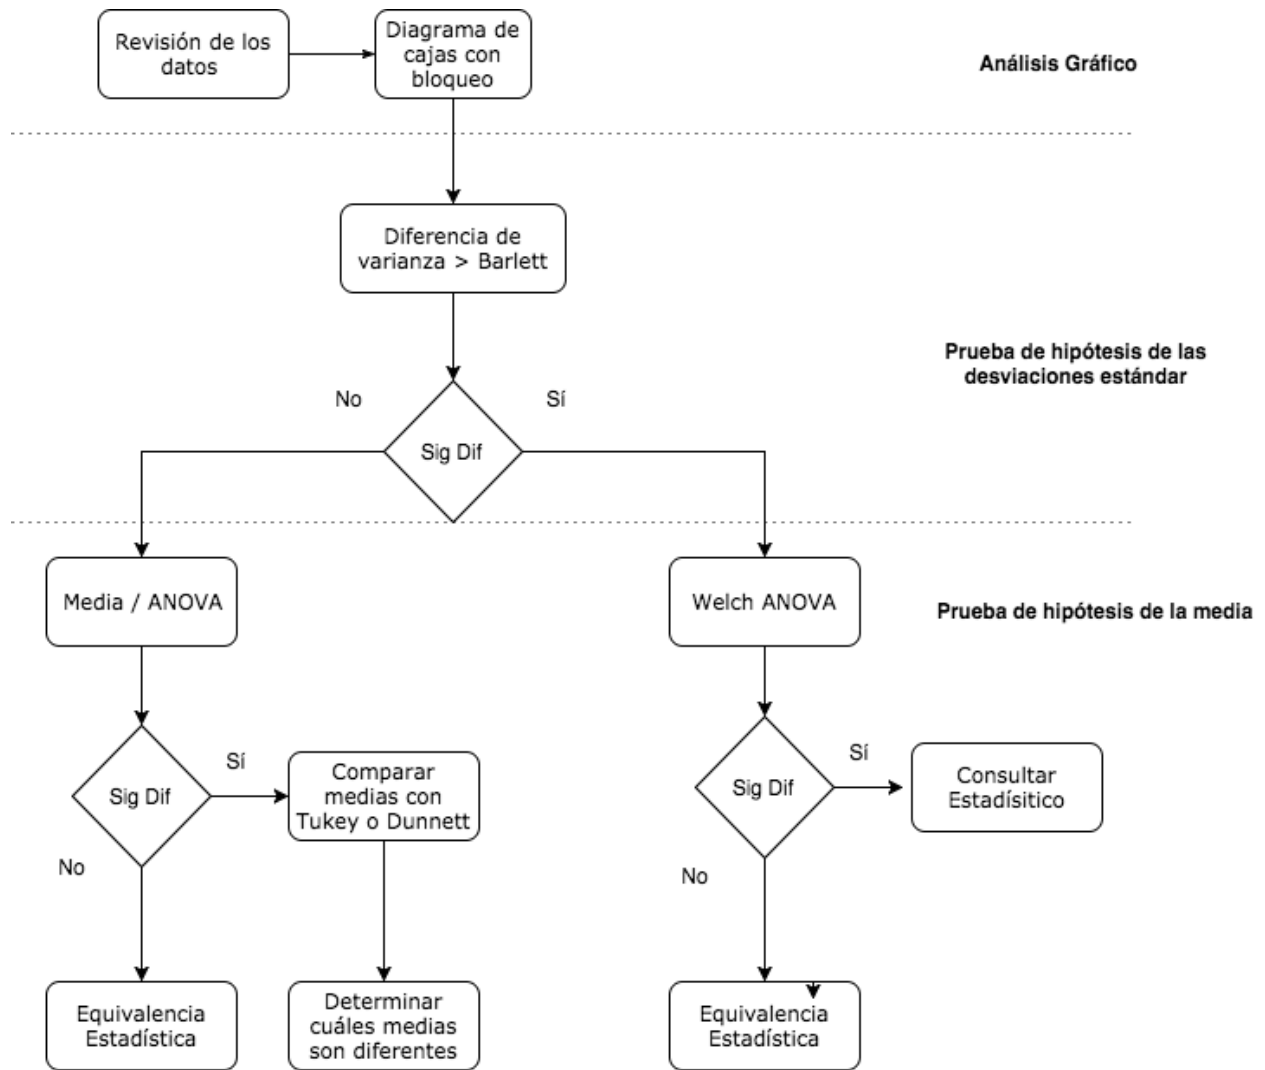 Revisión de los
datos
Diagrama de
cajas con
bloqueo
Análisis Gráfico
Diferencia de
varianza > Barlett
Prueba de hipótesis de las
desviaciones estándar
No
Sí
Sig Dif
Media / ANOVA
Welch ANOVA
Prueba de hipótesis de la media
Sig Dif
Sí
Comparar
medias con
Tukey o Dunnett
No
Sig Dif
Sí
Consultar
Estadísitico
No
Equivalencia
Estadística
Determinar
cuáles medias
son diferentes
Equivalencia
Estadística